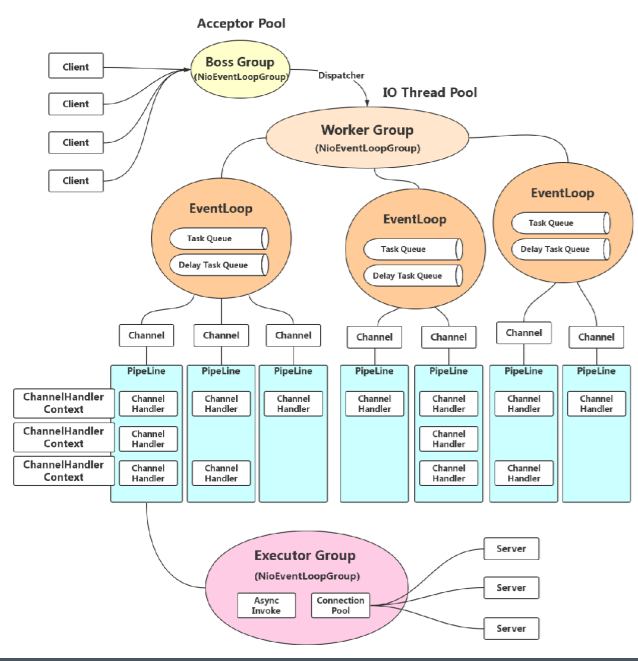 Acceptor Pool
Boss Group
(NioEventLoopGroup)
Client
Client
Client
Client
Dispatcher
IO Thread Pool
Worker Group
(NioEventLoopGroup)
EventLoop
Task Queue
Delay Task Queue
EventLoop
Task Queue
Delay Task Queue
EventLoop
Task Queue
Delay Task Queue
Channel
Channel
Channel
Channel
Channel
Channel
Channel
PipeLine
PipeLine
PipeLine
PipeLine
PipeLine
PipeLine
PipeLine
ChannelHandler
Context
Channel
Handler
Channel
Handler
Channel
Handler
Channel
Handler
Channel
Handler
Channel
Handler
Channel
Handler
ChannelHandler
Context
Channel
Handler
Channel
Handler
ChannelHandler
Context
Channel
Handler
Channel
Handler
Channel
Handler
Channel
Handler
Executor Group
(NioEventLoopGroup)
Async
Invoke
Connection
Pool
Server
Server
Server